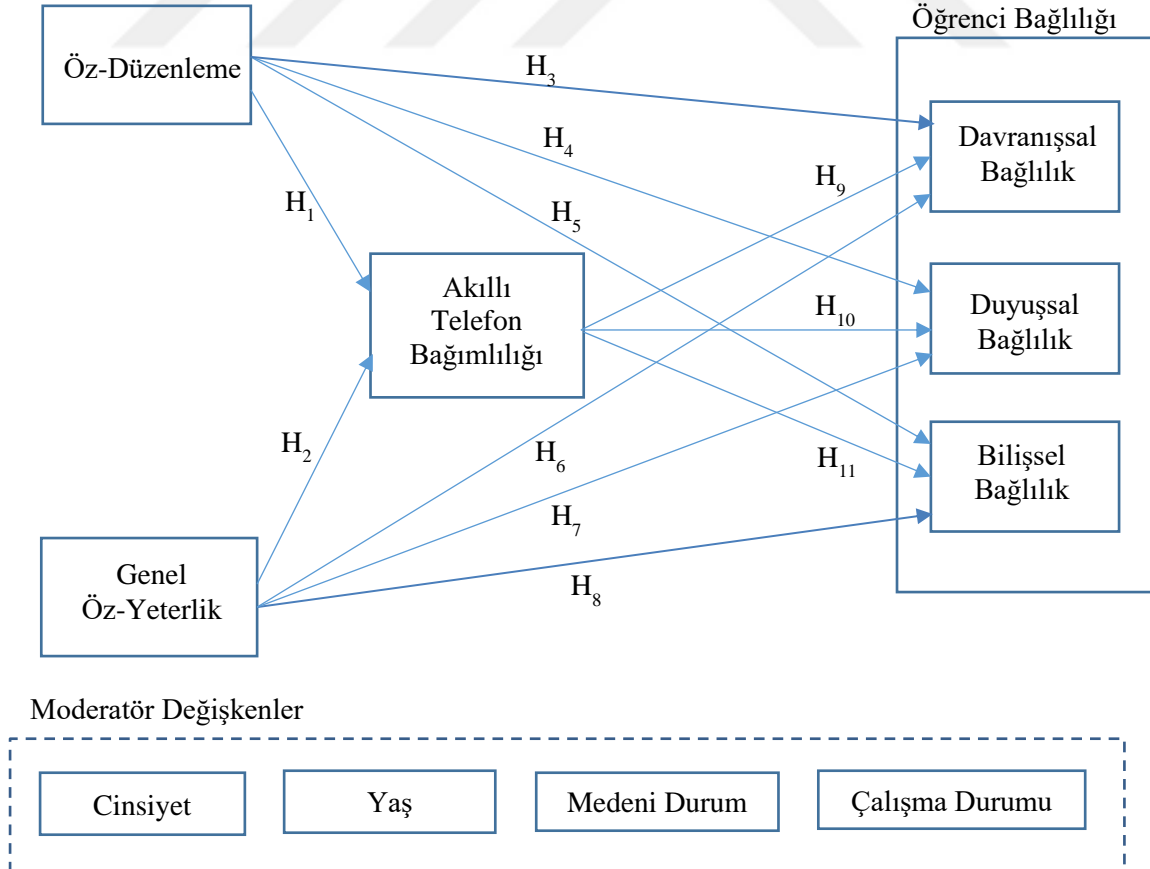 Öğrenci Bağlılığı
Öz-Düzenleme
H3
Davranışsal
Bağlılık
H4
H9
H1
H5
Akıllı
Telefon
Bağımlılığı
H10
Duyuşsal
Bağlılık
H2
H6
H11
Bilişsel
Bağlılık
H7
Genel
Öz-Yeterlik
H8
Moderatör Değişkenler
Cinsiyet
Yaş
Medeni Durum
Çalışma Durumu